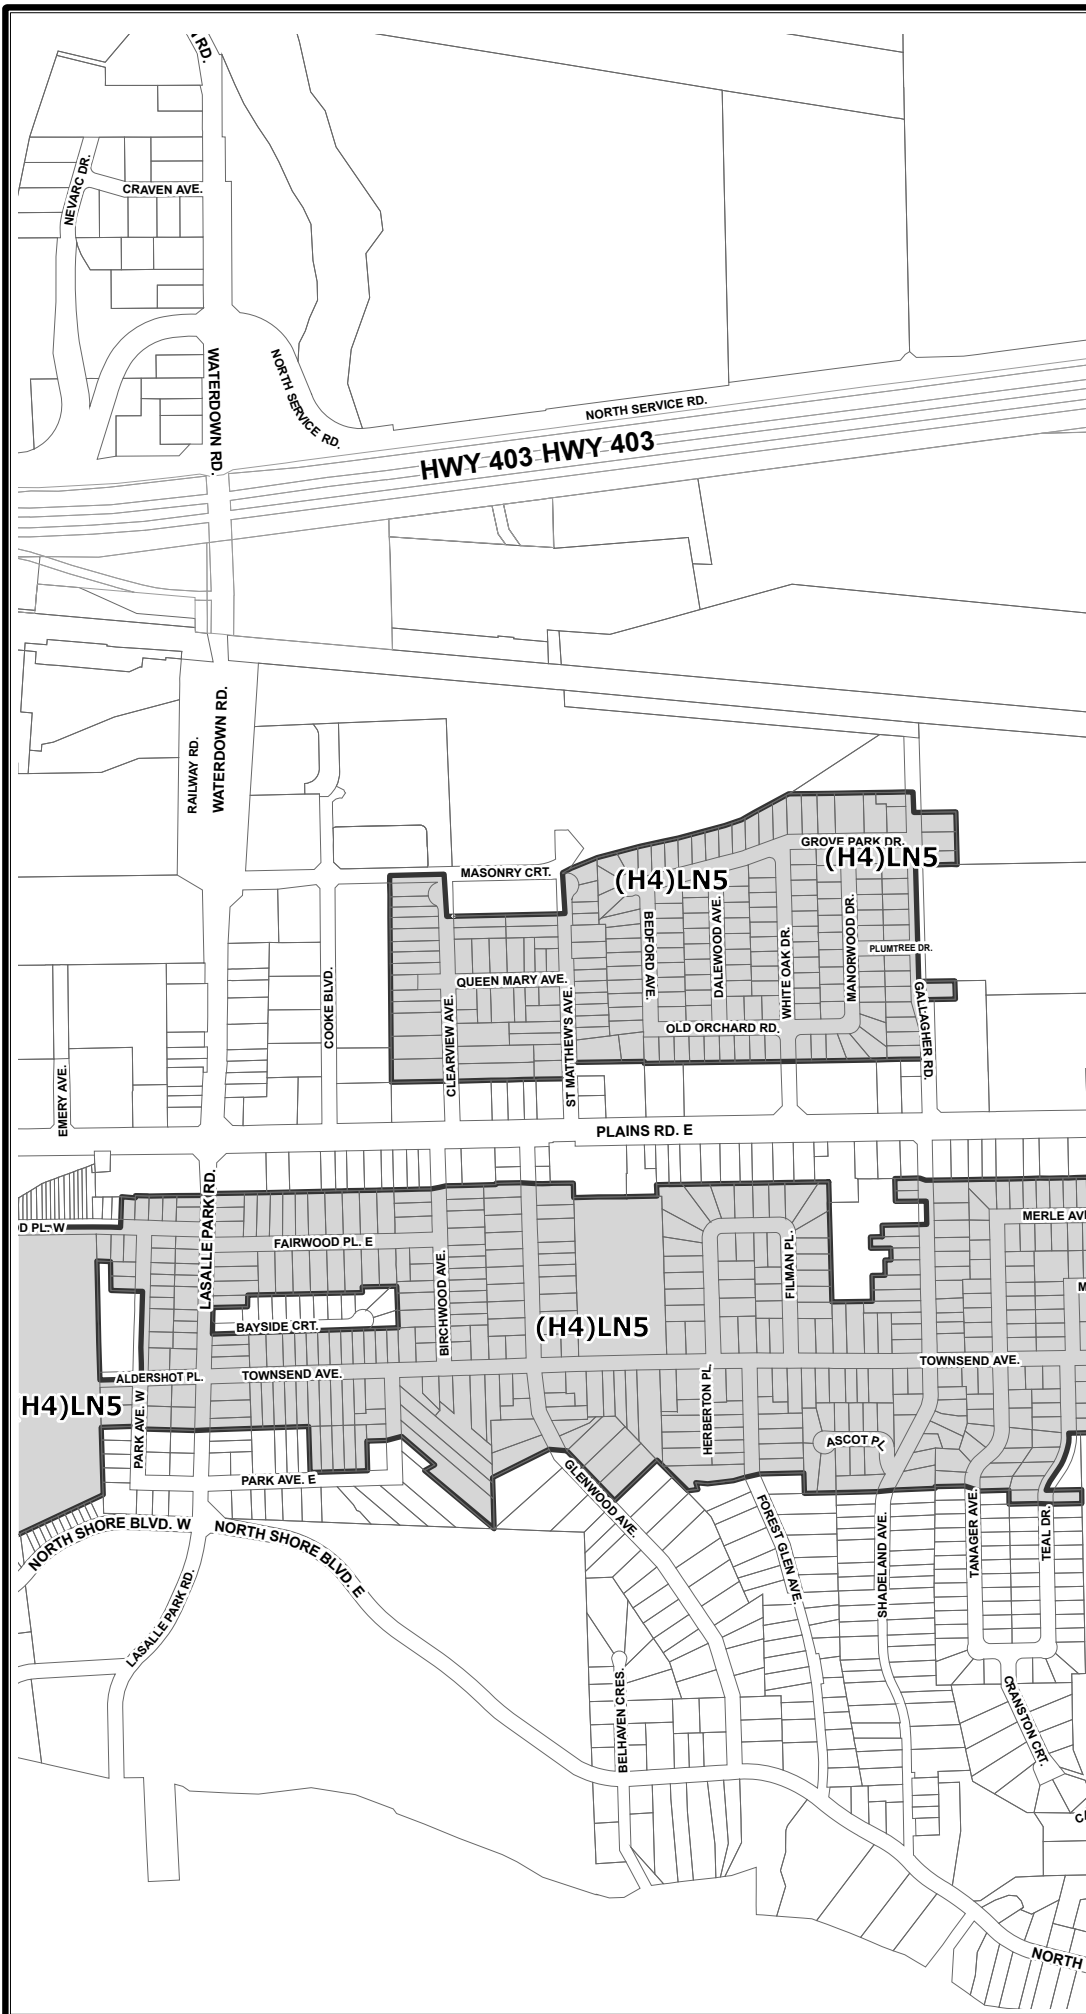 RD.
NEVARC DR.
CRAVEN AVE.
WATERDOWN RD.
NORTH SERVICE RD.
NORTH SERVICE RD.
HWY 403 HWY 403
RAILWAY RD.
WATERDOWN RD.
GROVE PARK DR.
(H4)LN5
MASONRY CRT.
(H4)LN5
BEDFORD AVE.
DALEWOOD AVE.
WHITE OAK DR.
MANORWOOD DR.
PLUMTREE DR.
QUEEN MARY AVE.
COOKE BLVD.
CLEARVIEW AVE.
ST MATTHEW'S AVE.
OLD ORCHARD RD.
GALLAGHER RD.
EMERY AVE.
PLAINS RD. E
LASALLE PARK RD.
OD PL. W
FAIRWOOD PL. E
BIRCHWOOD AVE.
FILMAN PL.
MERLE AVE
M
BAYSIDE CRT.
(H4)LN5
ALDERSHOT PL.
TOWNSEND AVE.
TOWNSEND AVE.
H4)LN5
PARK AVE. W
HERBERTON PL.
ASCOT PL
PARK AVE. E
GLENWOOD AVE.
NORTH SHORE BLVD. W
NORTH SHORE BLVD. E
FOREST GLEN AVE.
SHADELAND AVE.
TANAGER AVE.
TEAL DR.
LASALLE PARK RD.
BELHAVEN CRES.
CRANSTON CRT.
NORTH